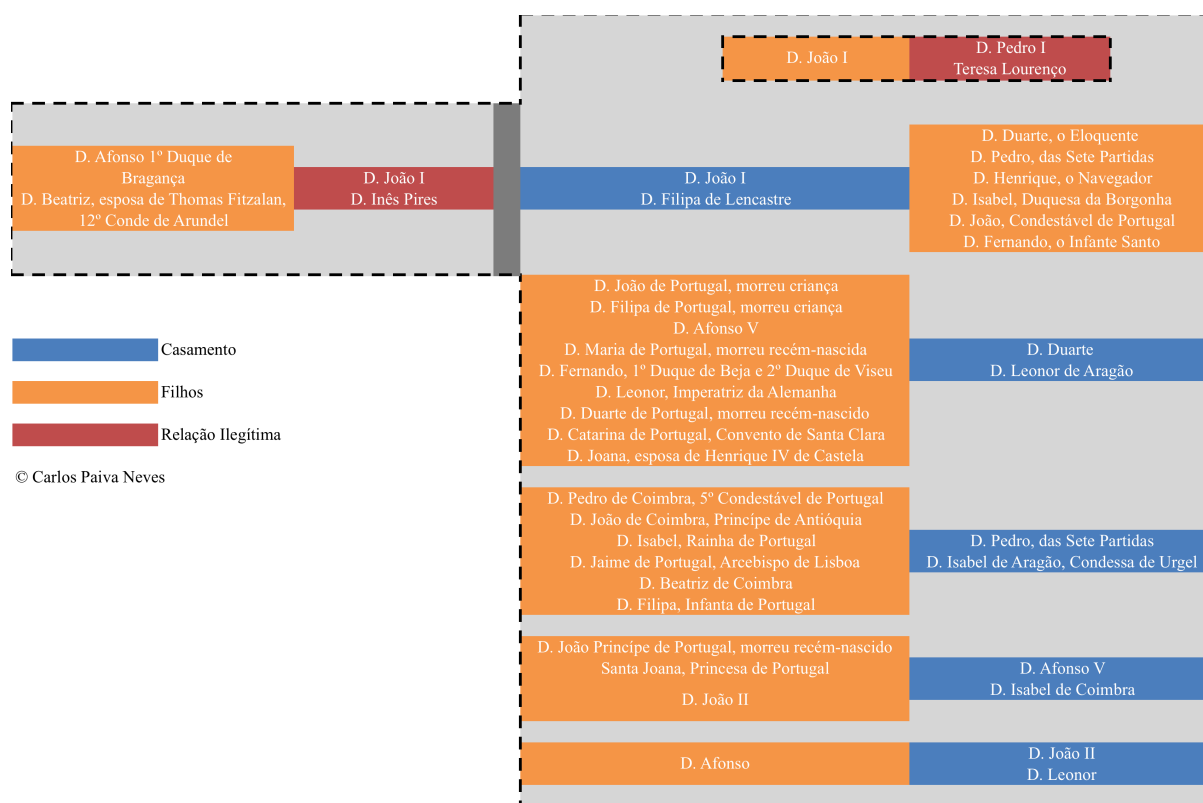 D. João I
D. Pedro I
Teresa Lourenço
D. Afonso 1º Duque de
Bragança
D. Beatriz, esposa de Thomas Fitzalan,
12º Conde de Arundel
D. João I
D. Inês Pires
D. João I
D. Filipa de Lencastre
D. Duarte, o Eloquente
D. Pedro, das Sete Partidas
D. Henrique, o Navegador
D. Isabel, Duquesa da Borgonha
D. João, Condestável de Portugal
D. Fernando, o Infante Santo
D. João de Portugal, morreu criança
D. Filipa de Portugal, morreu criança
D. Afonso V
D. Maria de Portugal, morreu recém-nascida
D. Fernando, 1º Duque de Beja e 2º Duque de Viseu
D. Leonor, Imperatriz da Alemanha
D. Duarte de Portugal, morreu recém-nascido
D. Catarina de Portugal, Convento de Santa Clara
D. Joana, esposa de Henrique IV de Castela
D. Duarte
D. Leonor de Aragão
Casamento
Filhos
Relação Ilegítima
© Carlos Paiva Neves
D. Pedro de Coimbra, 5º Condestável de Portugal
D. João de Coimbra, Princípe de Antióquia
D. Isabel, Rainha de Portugal
D. Jaime de Portugal, Arcebispo de Lisboa
D. Beatriz de Coimbra
D. Filipa, Infanta de Portugal
D. Pedro, das Sete Partidas
D. Isabel de Aragão, Condessa de Urgel
D. João Princípe de Portugal, morreu recém-nascido
Santa Joana, Princesa de Portugal
D. João II
D. Afonso V
D. Isabel de Coimbra
D. Afonso
D. João II
D. Leonor